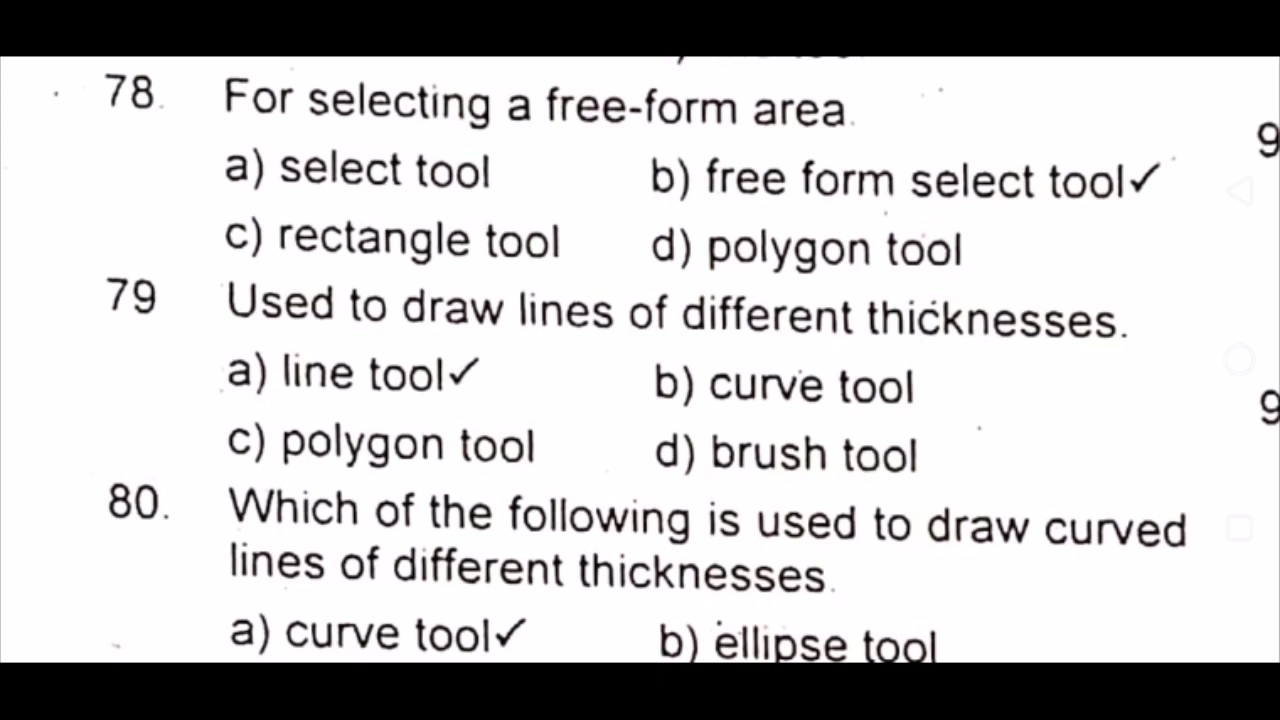 78. For selecting a free-form area.
a) select tool b) free form select tool✓
c) rectangle tool d) polygon tool
79 Used to draw lines of different thicknesses.
a) line tool✓ b) curve tool
c) polygon tool d) brush tool
80. Which of the following is used to draw curved
lines of different thicknesses.
a) curve tool✓ b) ellipse tool
9
9